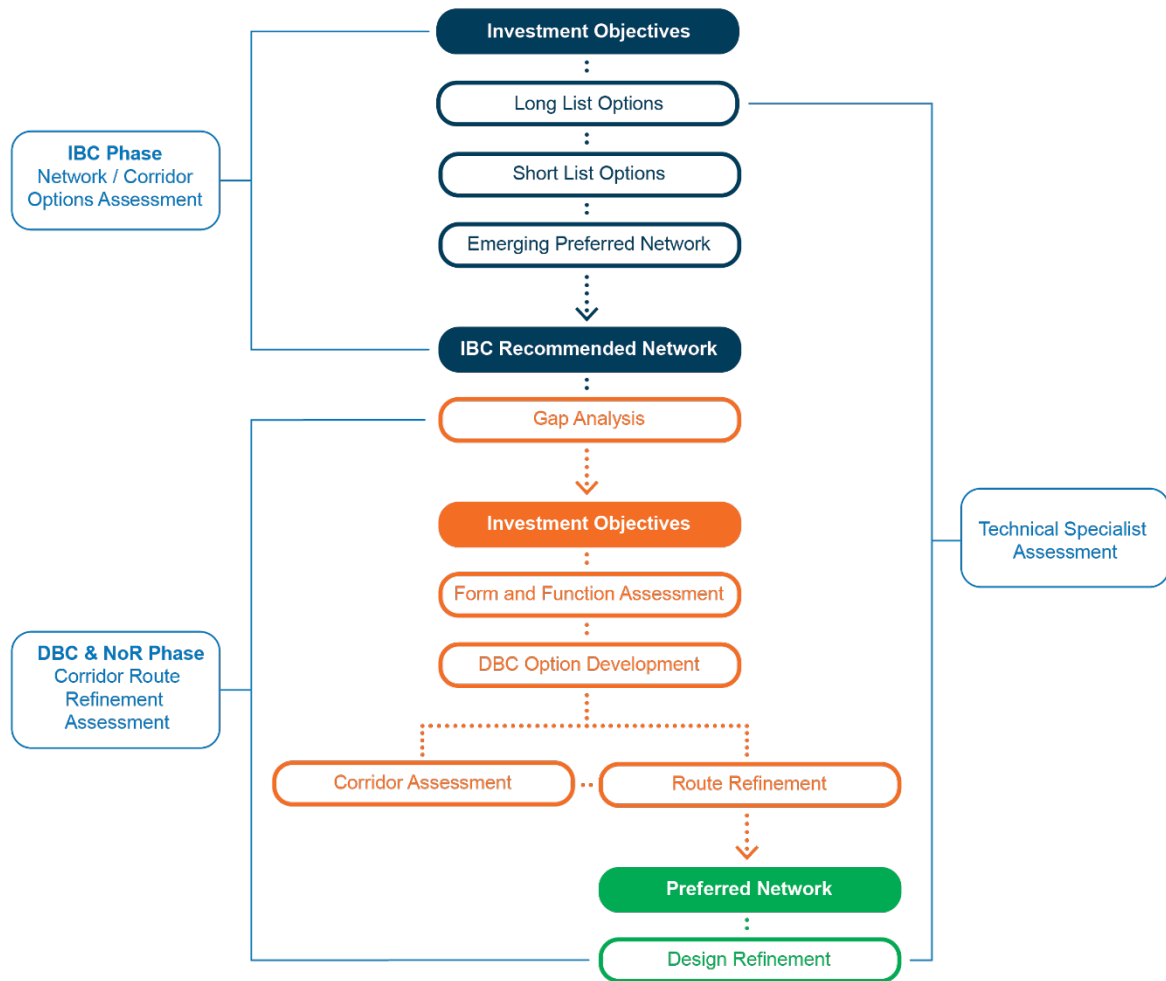 Investment Objectives
Long List Options
IBC Phase
Network / Corridor
Options Assessment
Short List Options
Emerging Preferred Network
IBC Recommended Network
Gap Analysis
Investment Objectives
Technical Specialist
Assessment
Form and Function Assessment
DBC & NoR Phase
Corridor Route
Refinement
Assessment
DBC Option Development
Corridor Assessment
Route Refinement
Preferred Network
Design Refinement